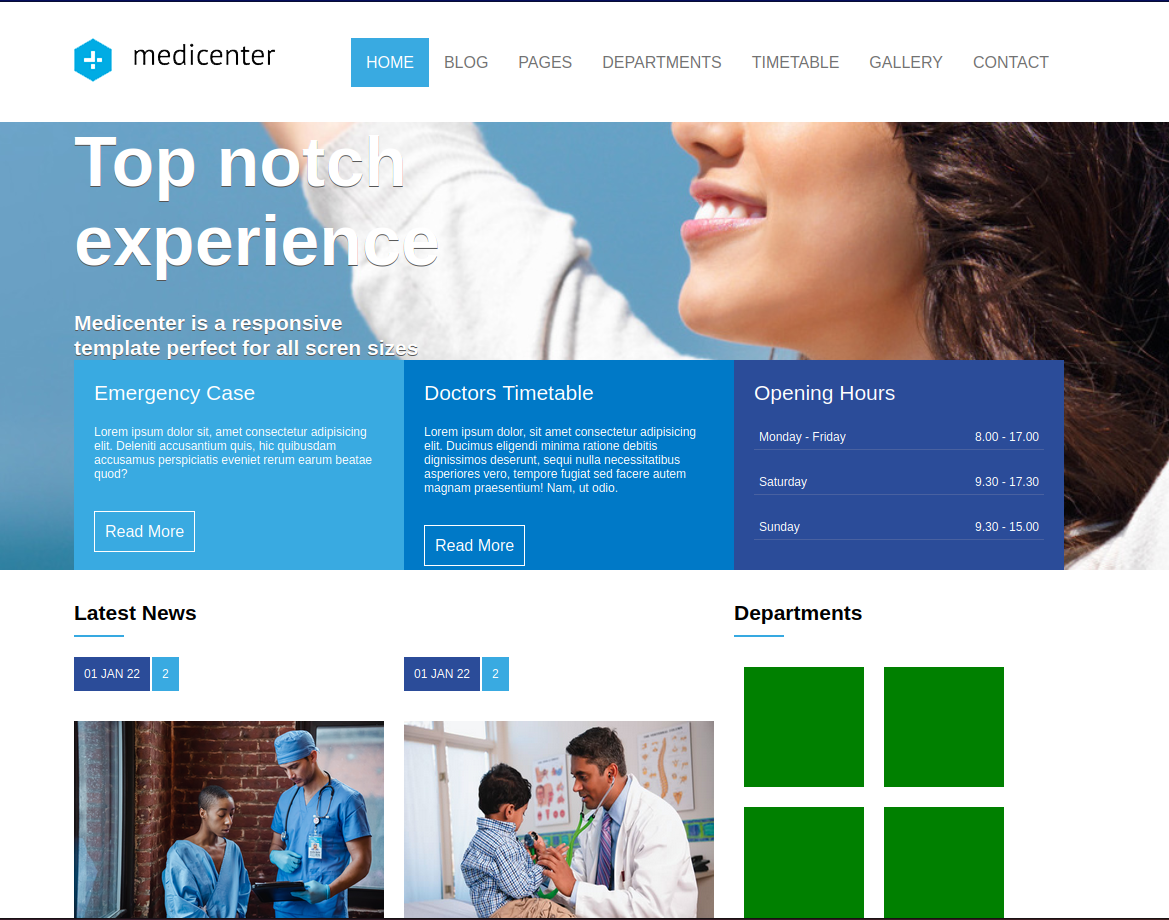 medicenter
HOME BLOG PAGES DEPARTMENTS TIMETABLE GALLERY CONTACT
Top notch
experience
Medicenter is a responsive
template perfect for all scren sizes
Emergency Case
Lorem ipsum dolor sit, amet consectetur adipisicing
elit. Deleniti accusantium quis, hic quibusdam
accusamus perspiciatis eveniet rerum earum beatae
quod?
Read More
Doctors Timetable
Lorem ipsum dolor, sit amet consectetur adipisicing
elit. Ducimus eligendi minima ratione debitis
dignissimos deserunt, sequi nulla necessitatibus
asperiores vero, tempore fugiat sed facere autem
magnam praesentium! Nam, ut odio.
Read More
Opening Hours
Monday - Friday 8.00 - 17.00
Saturday 9.30 - 17.30
Sunday 9.30 - 15.00
Latest News
01 JAN 22 2
01 JAN 22 2
Departments